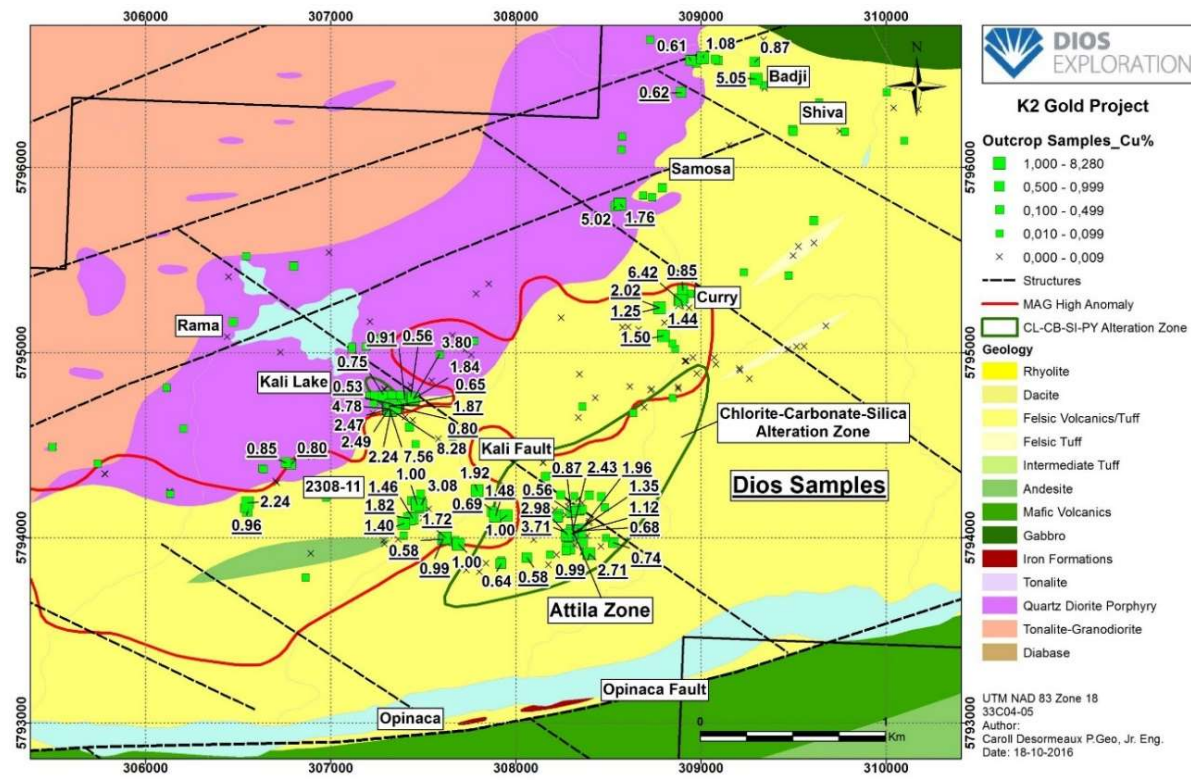 306000 307000 308000 309000 310000
5796000
5795000
5794000
5793000
0.61 1.08 0.87
5.05 Badji
0.62
Shiva
Samosa
5.02 1.76
6.42 0.85
2.02 Curry
1.25 1.44
1.50
Rama
0.91 0.56 3.80
0.75 1.84
Kali Lake
0.53 0.65
4.78 1.87
2.47 0.80
2.49 8.28
2.24 7.56
Kali Fault
Chlorite-Carbonate-Silica
Alteration Zone
0.85 0.80
2308-11
1.00
1.46 3.08
1.82
1.40 1.72
2.24
0.96
0.58
0.99 1.00
1.92
0.69 1.48
1.00
0.64
0.87 2.43 1.96
0.56 1.35
2.98 1.12
3.71 0.68
0.74
0.58 0.99 2.71
Dios Samples
Attila Zone
Opinaca Fault
Opinaca
0 1
Km
306000 307000 308000 309000 310000
5796000
5795000
5794000
5793000
N
DIOS
EXPLORATION
K2 Gold Project
Outcrop Samples_Cu%
1,000 - 8,280
0,500 - 0,999
0,100 - 0,499
0,010 - 0,099
0,000 - 0,009
Structures
MAG High Anomaly
CL-CB-SI-PY Alteration Zone
Geology
Rhyolite
Dacite
Felsic Volcanics/Tuff
Felsic Tuff
Intermediate Tuff
Andesite
Mafic Volcanics
Gabbro
Iron Formations
Tonalite
Quartz Diorite Porphyry
Tonalite-Granodiorite
Diabase
UTM NAD 83 Zone 18
33C04-05
Author:
Caroll Desormeaux P.Geo, Jr. Eng.
Date: 18-10-2016